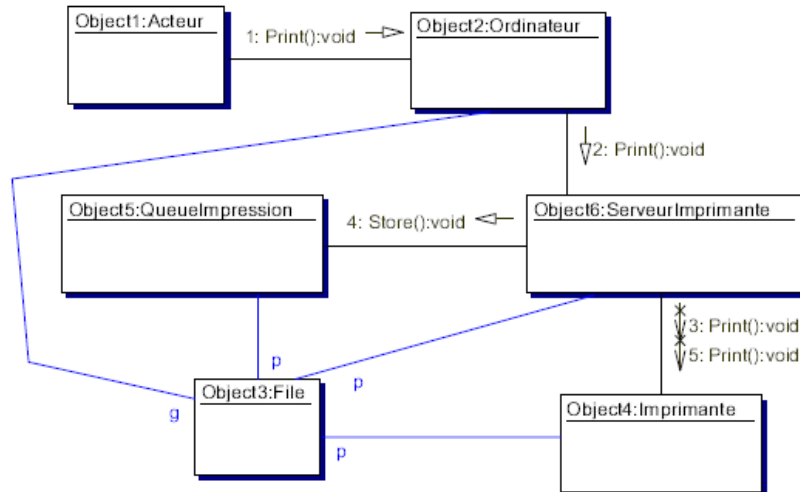 Object1:Acteur
1: Print():void
Object2:Ordinateur
2: Print():void
Object5:QueueImpression
4: Store():void
Object6:ServeurImprimante
3: Print():void
5: Print():void
p
p
Object3:File
g
p
Object4:Imprimante